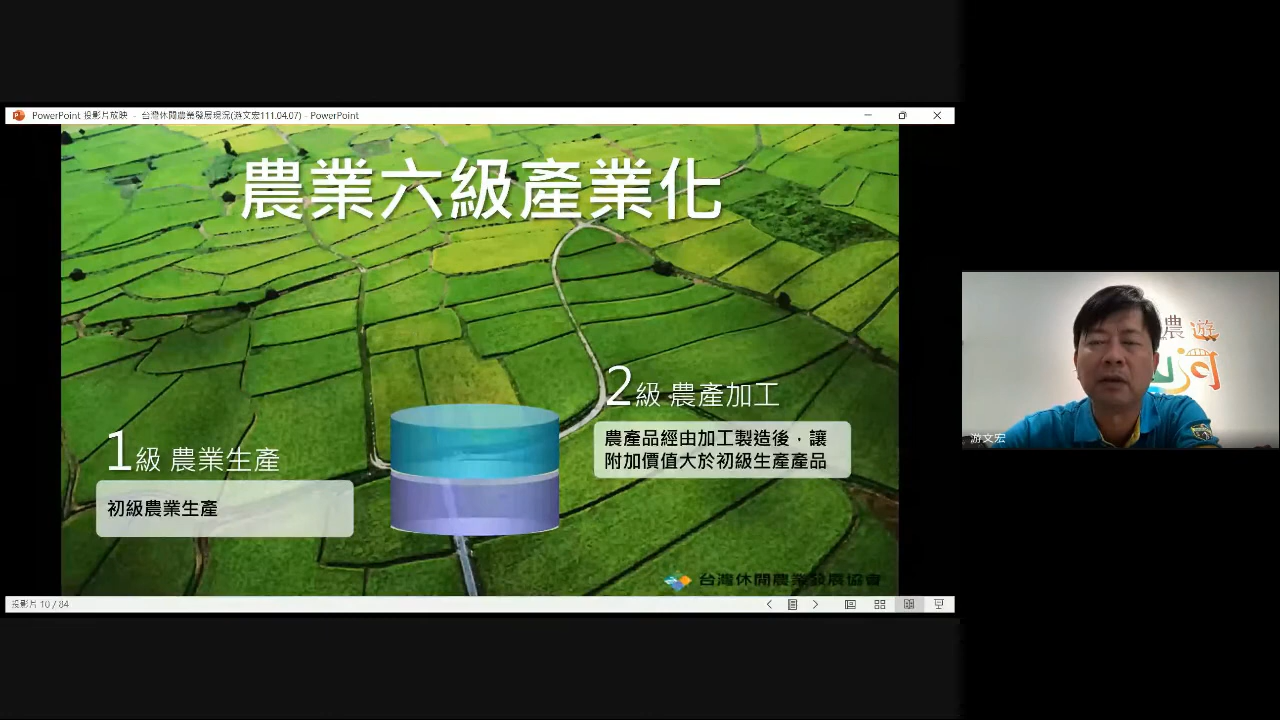 PowerPoint 投影片放映 - 台灣休閒農業發展現況(游文宏111.04.07) - PowerPoint
農業六級產業化
2級 農產加工
農產品經由加工製造後，讓
附加價值大於初級生產產品
1級 農業生產
初級農業生產
台灣休閒農業發展協會
投影片 10 / 84
農遊
河
游文宏